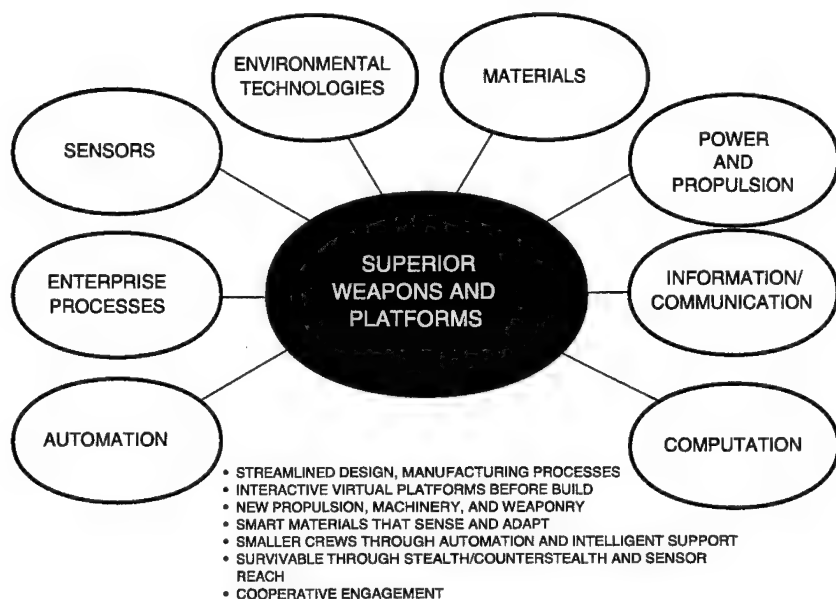 ENVIRONMENTAL
TECHNOLOGIES
MATERIALS
SENSORS
POWER
AND
PROPULSION
SUPERIOR
WEAPONS AND
PLATFORMS
ENTERPRISE
PROCESSES
INFORMATION/
COMMUNICATION
AUTOMATION
COMPUTATION
• STREAMLINED DESIGN, MANUFACTURING PROCESSES
• INTERACTIVE VIRTUAL PLATFORMS BEFORE BUILD
• NEW PROPULSION, MACHINERY, AND WEAPONRY
• SMART MATERIALS THAT SENSE AND ADAPT
• SMALLER CREWS THROUGH AUTOMATION AND INTELLIGENT SUPPORT
• SURVIVABLE THROUGH STEALTH/COUNTERSTEALTH AND SENSOR
REACH
• COOPERATIVE ENGAGEMENT